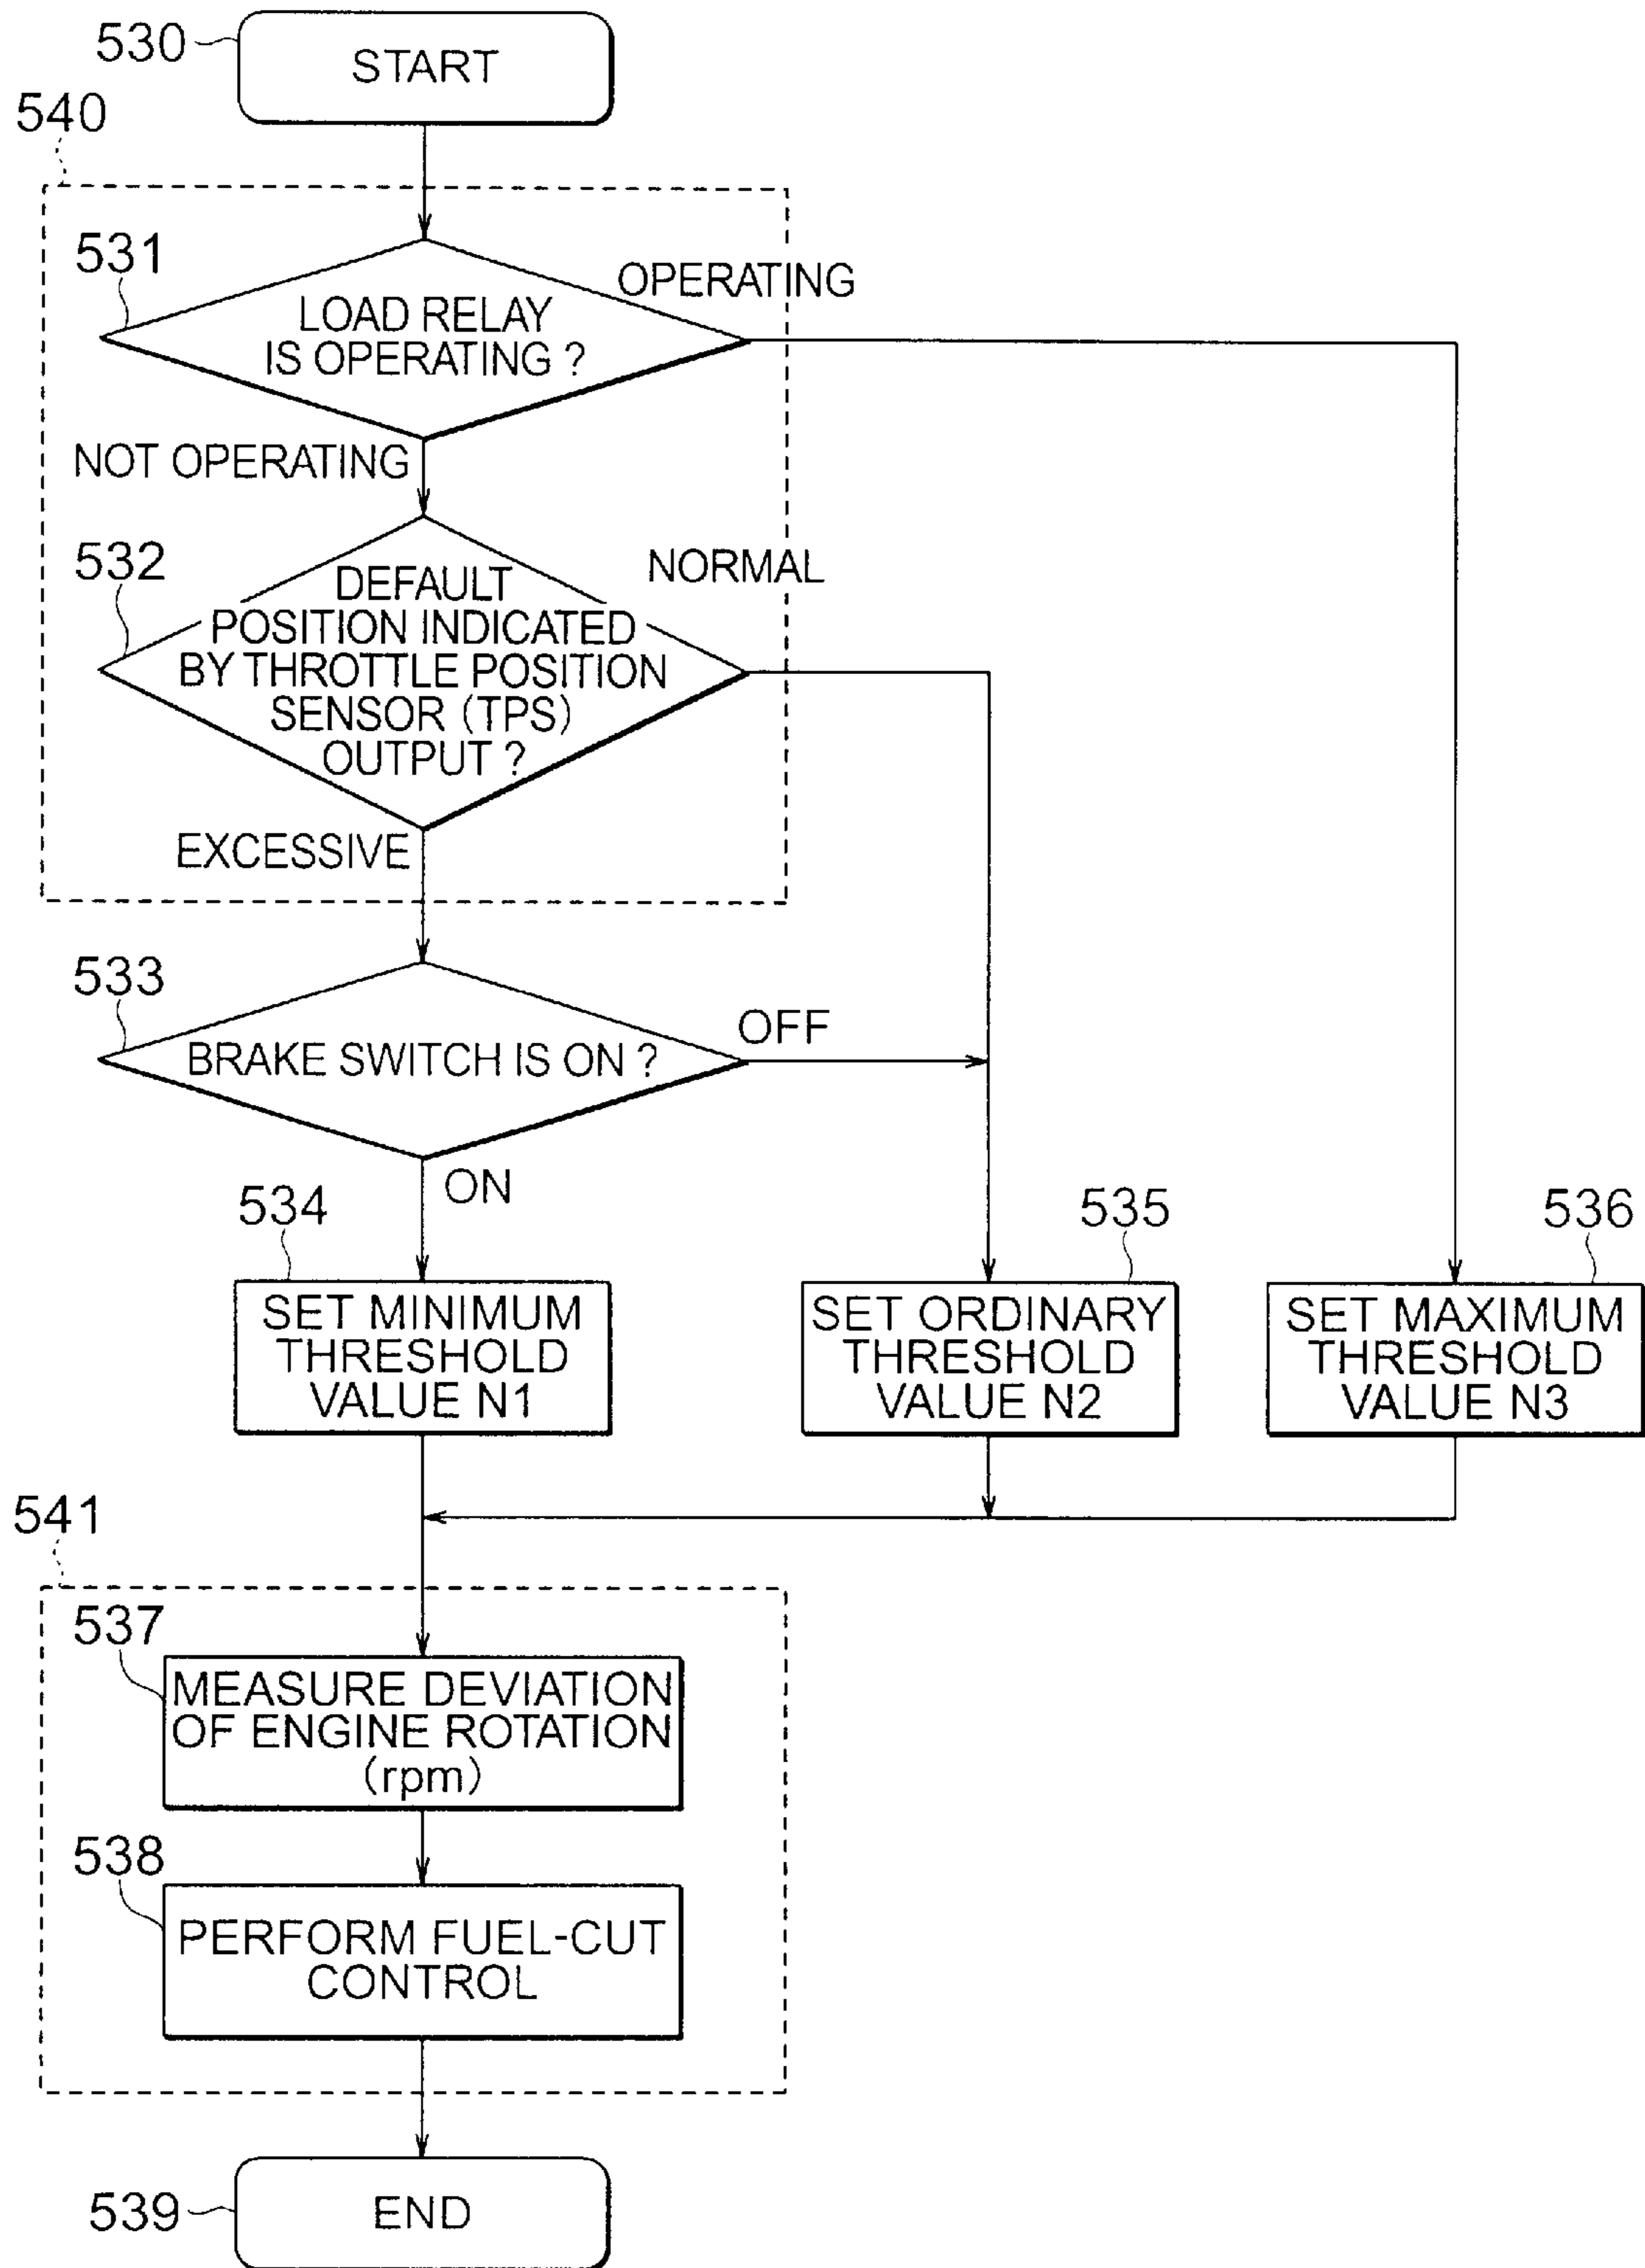 530
START
540
531
OPERATING
LOAD RELAY
IS OPERATING ?
NOT OPERATING
532
NORMAL
DEFAULT
POSITION INDICATED
BY THROTTLE POSITION
SENSOR (TPS)
OUTPUT ?
EXCESSIVE
533
OFF
BRAKE SWITCH IS ON ?
ON
534
SET MINIMUM
THRESHOLD
VALUE N1
535
SET ORDINARY
THRESHOLD
VALUE N2
536
SET MAXIMUM
THRESHOLD
VALUE N3
541
537
MEASURE DEVIATION
OF ENGINE ROTATION
(rpm)
538
PERFORM FUEL-CUT
CONTROL
539
END